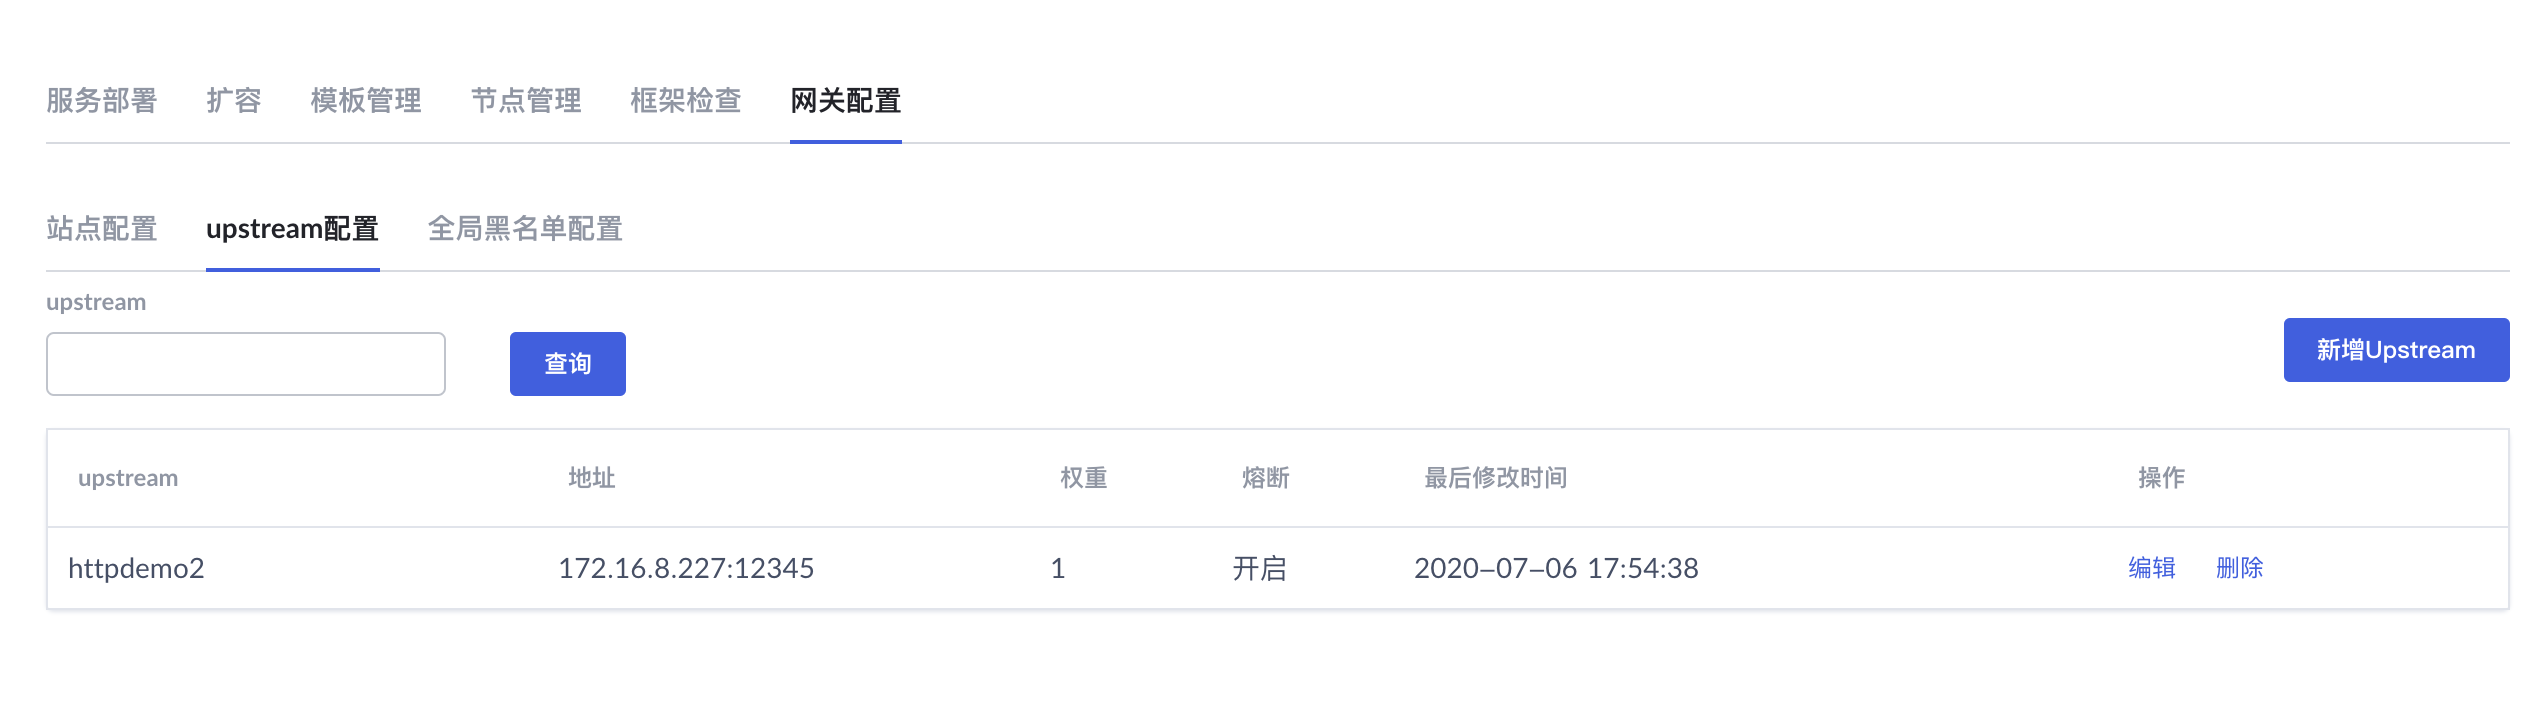 服务部署 扩容 模板管理 节点管理 框架检查 网关配置
站点配置 upstream配置 全局黑名单配置
upstream
查询 新增Upstream
upstream 地址 权重 熔断 最后修改时间 操作
httpdemo2 172.16.8.227:12345 1 开启 2020-07-06 17:54:38 编辑 删除